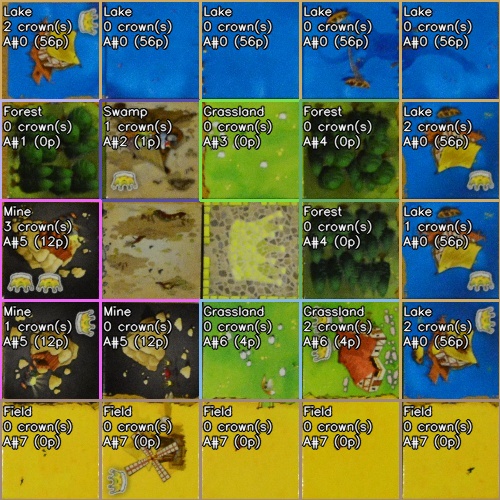 Lake
2 crown(s)
A#0 (56p)
Lake
0 crown(s)
A#0 (56p)
Lake
0 crown(s)
A#0 (56p)
Lake
0 crown(s)
A#0 (56p)
Lake
0 crown(s)
A#0 (56p)
Forest
0 crown(s)
A#1 (0p)
Swamp
1 crown(s)
A#2 (1p)
Grassland
0 crown(s)
A#3 (0p)
Forest
0 crown(s)
A#4 (0p)
Lake
2 crown(s)
A#0 (56p)
Mine
3 crown(s)
A#5 (12p)
Forest
0 crown(s)
A#4 (0p)
Lake
1 crown(s)
A#0 (56p)
Mine
1 crown(s)
A#5 (12p)
Mine
0 crown(s)
A#5 (12p)
Grassland
0 crown(s)
A#6 (4p)
Grassland
2 crown(s)
A#6 (4p)
Lake
2 crown(s)
A#0 (56p)
Field
0 crown(s)
A#7 (0p)
Field
0 crown(s)
A#7 (0p)
Field
0 crown(s)
A#7 (0p)
Field
0 crown(s)
A#7 (0p)
Field
0 crown(s)
A#7 (0p)